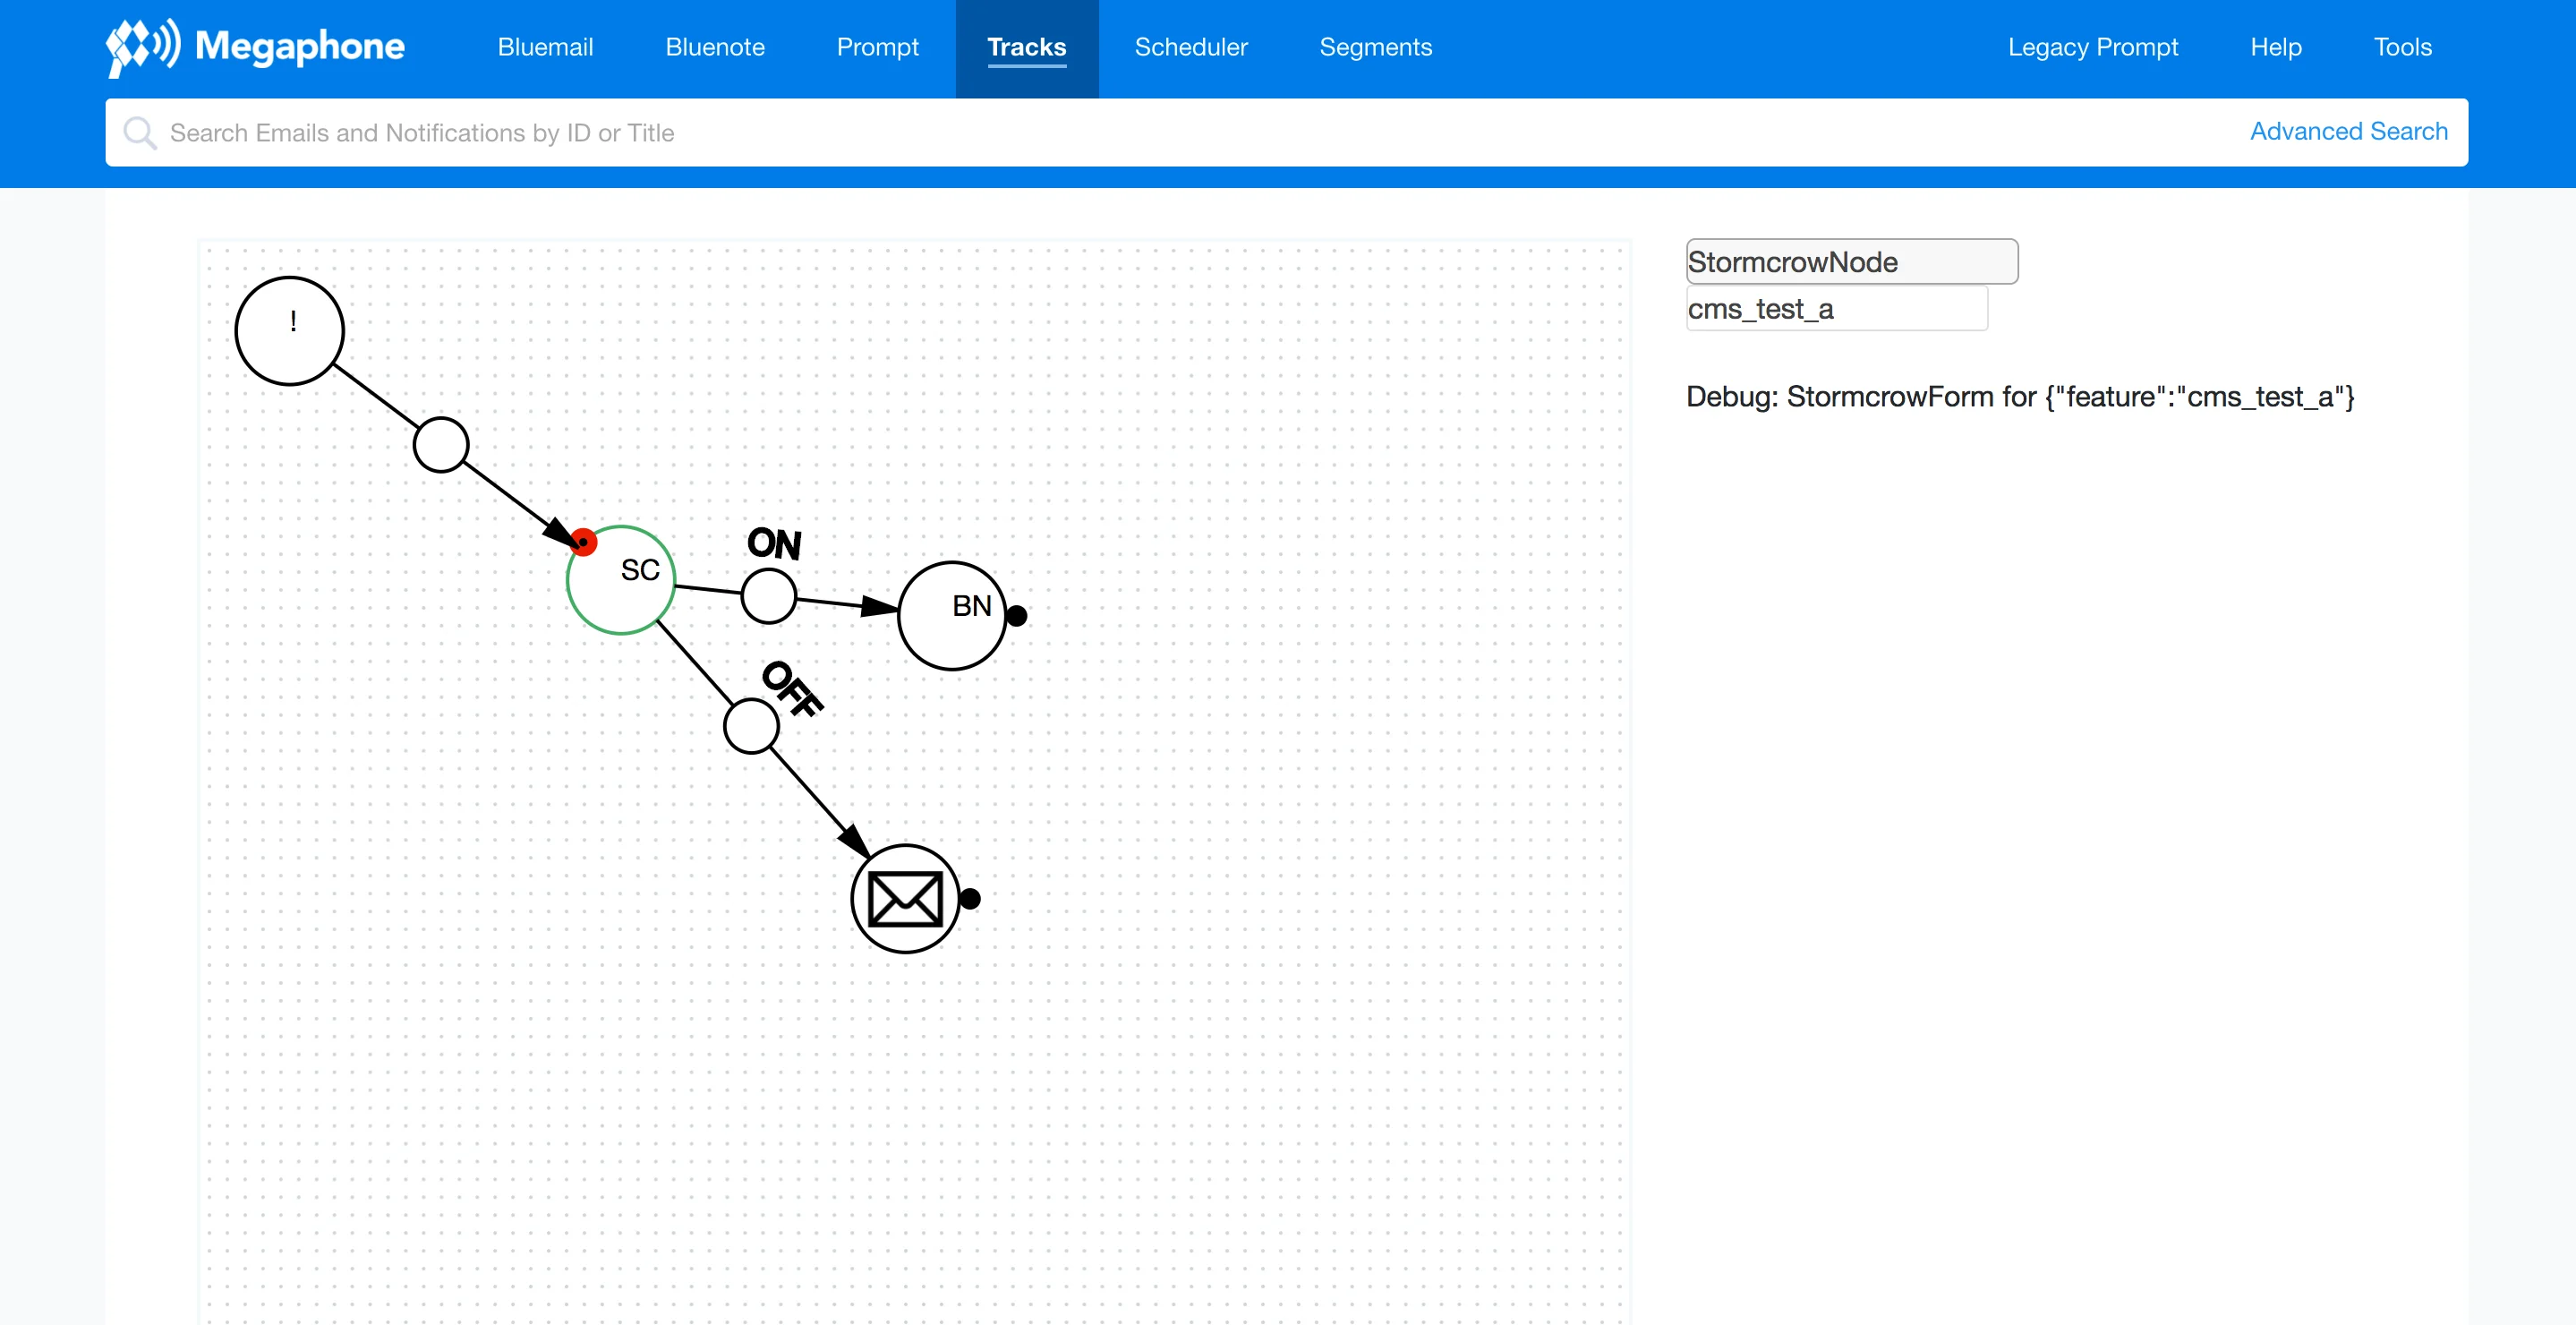 Megaphone
Bluemail
Bluenote
Prompt
Tracks
Scheduler
Segments
Legacy Prompt
Help
Tools
Search Emails and Notifications by ID or Title
Advanced Search
StormcrowNode
cms_test_a
Debug: StormcrowForm for {"feature":"cms_test_a"}
!
SC
ON
BN
OFF